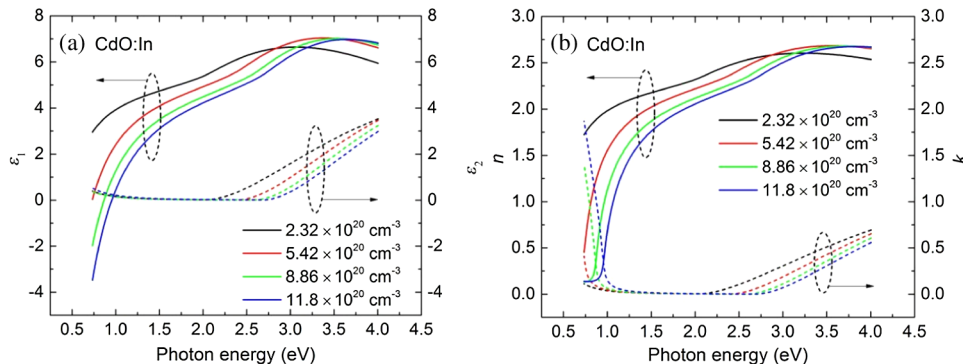 (a) CdO:In
8
6
4
2
0
-2
-4
ε1
8
6
4
2
0
-2
-4
ε2
2.32 × 10^20 cm^-3
5.42 × 10^20 cm^-3
8.86 × 10^20 cm^-3
11.8 × 10^20 cm^-3
0.5 1.0 1.5 2.0 2.5 3.0 3.5 4.0 4.5
Photon energy (eV)
(b) CdO:In
3.0
2.5
2.0
1.5
1.0
0.5
0.0
n
3.0
2.5
2.0
1.5
1.0
0.5
0.0
k
2.32 × 10^20 cm^-3
5.42 × 10^20 cm^-3
8.86 × 10^20 cm^-3
11.8 × 10^20 cm^-3
0.5 1.0 1.5 2.0 2.5 3.0 3.5 4.0 4.5
Photon energy (eV)